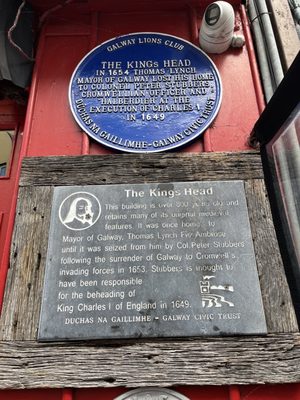 GALWAY LIONS CLUB
THE KINGS HEAD
IN 1654 THOMAS LYNCH
MAYOR OF GALWAY LOST THIS HOME
TO COLONEL PETER STUBBERS
CROMWELLIAN OFFICER AND
HALBERDIER AT THE
EXECUTION OF CHARLES I
IN 1649
DUCHAS NA GAILLIMHE - GALWAY CIVIC TRUST
The Kings Head
This building is over 800 years old and
retains many of its original medieval
features. It was once home to
Mayor of Galway, Thomas Lynch Fitz-Ambrose
until it was seized from him by Col Peter Stubbers
following the surrender of Galway to Cromwell's
invading forces in 1653. Stubbers is thought to
have been responsible
for the beheading of
King Charles I of England in 1649.
DUCHÁS NA GAILLIMHE - GALWAY CIVIC TRUST